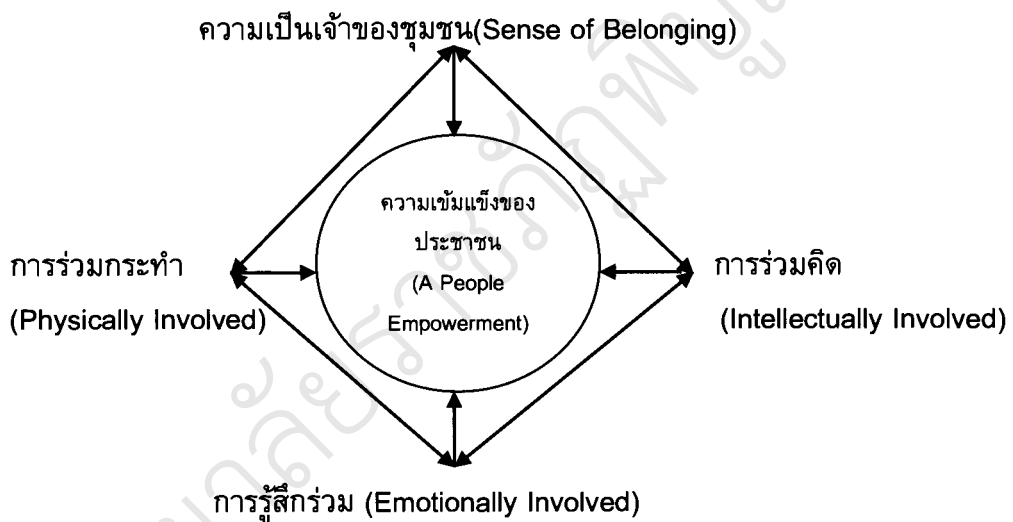 ความเป็นเจ้าของชุมชน(Sense of Belonging)
ความเข้มแข็งของ
ประชาชน
(A People
Empowerment)
การร่วมกระทำ
(Physically Involved)
การร่วมคิด
(Intellectually Involved)
การรู้สึกร่วม (Emotionally Involved)